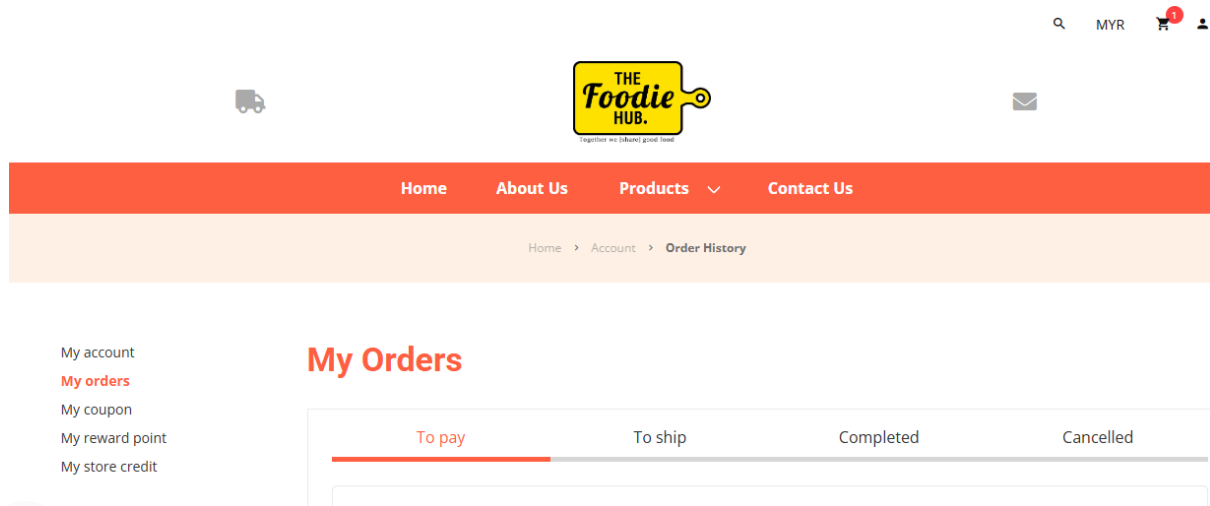 MYR 1
THE
Foodie
HUB.
Together we [share] good food
Home About Us Products Contact Us
Home > Account > Order History
My account
My orders
My coupon
My reward point
My store credit
My Orders
To pay To ship Completed Cancelled